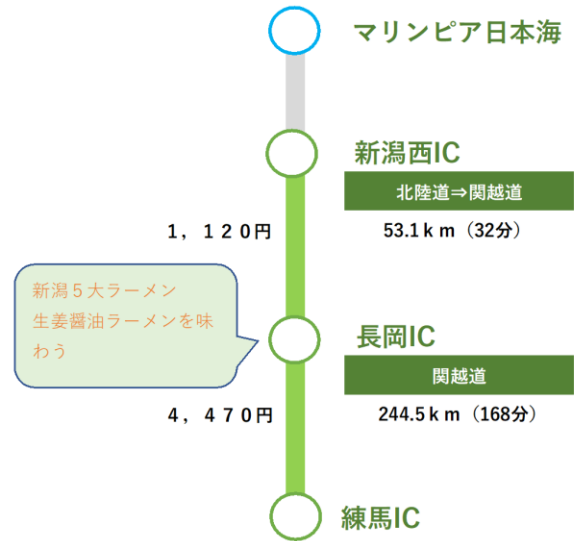 マリンピア日本海
新潟西IC
北陸道⇒関越道
1，120円
53.1ｋｍ（32分）
新潟５大ラーメン
生姜醤油ラーメンを味
わう
長岡IC
関越道
4，470円
244.5ｋｍ（168分）
練馬IC